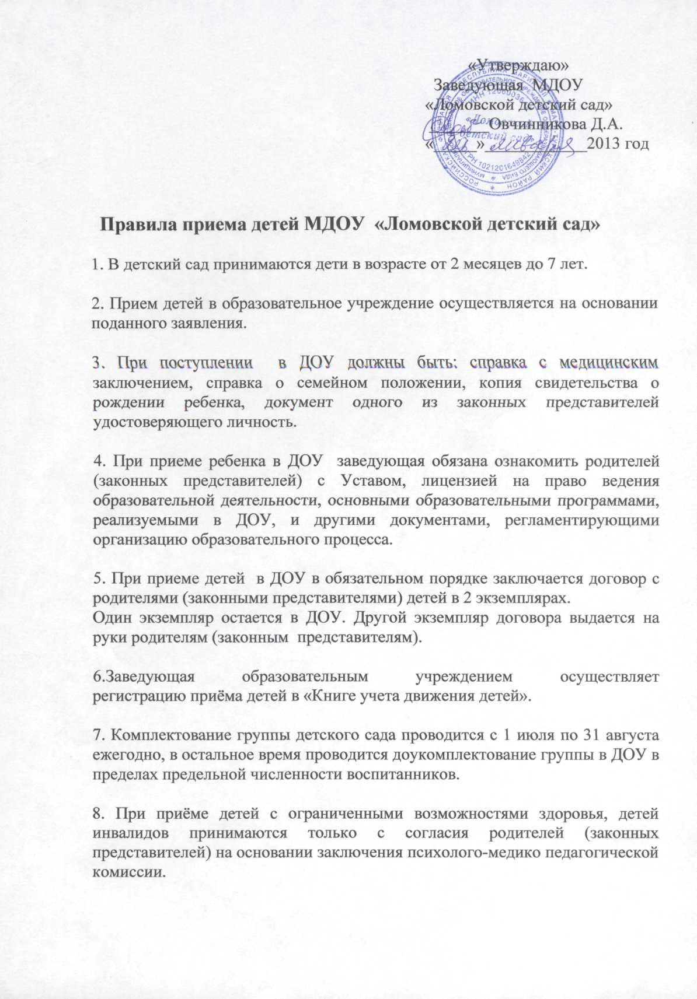 «Утверждаю»
Заведующая МДОУ
«Ломовской детский сад»
Овчинникова Д.А.
«_____»____________2013 год
января
Правила приема детей МДОУ «Ломовской детский сад»
1. В детский сад принимаются дети в возрасте от 2 месяцев до 7 лет.
2. Прием детей в образовательное учреждение осуществляется на основании
поданного заявления.
3. При поступлении в ДОУ должны быть: справка с медицинским
заключением, справка о семейном положении, копия свидетельства о
рождении ребенка, документ одного из законных представителей
удостоверяющего личность.
4. При приеме ребенка в ДОУ заведующая обязана ознакомить родителей
(законных представителей) с Уставом, лицензией на право ведения
образовательной деятельности, основными образовательными программами,
реализуемыми в ДОУ, и другими документами, регламентирующими
организацию образовательного процесса.
5. При приеме детей в ДОУ в обязательном порядке заключается договор с
родителями (законными представителями) детей в 2 экземплярах.
Один экземпляр остается в ДОУ. Другой экземпляр договора выдается на
руки родителям (законным представителям).
6.Заведующая образовательным учреждением осуществляет
регистрацию приёма детей в «Книге учета движения детей».
7. Комплектование группы детского сада проводится с 1 июля по 31 августа
ежегодно, в остальное время проводится доукомплектование группы в ДОУ в
пределах предельной численности воспитанников.
8. При приёме детей с ограниченными возможностями здоровья, детей
инвалидов принимаются только с согласия родителей (законных
представителей) на основании заключения психолого-медико педагогической
комиссии.